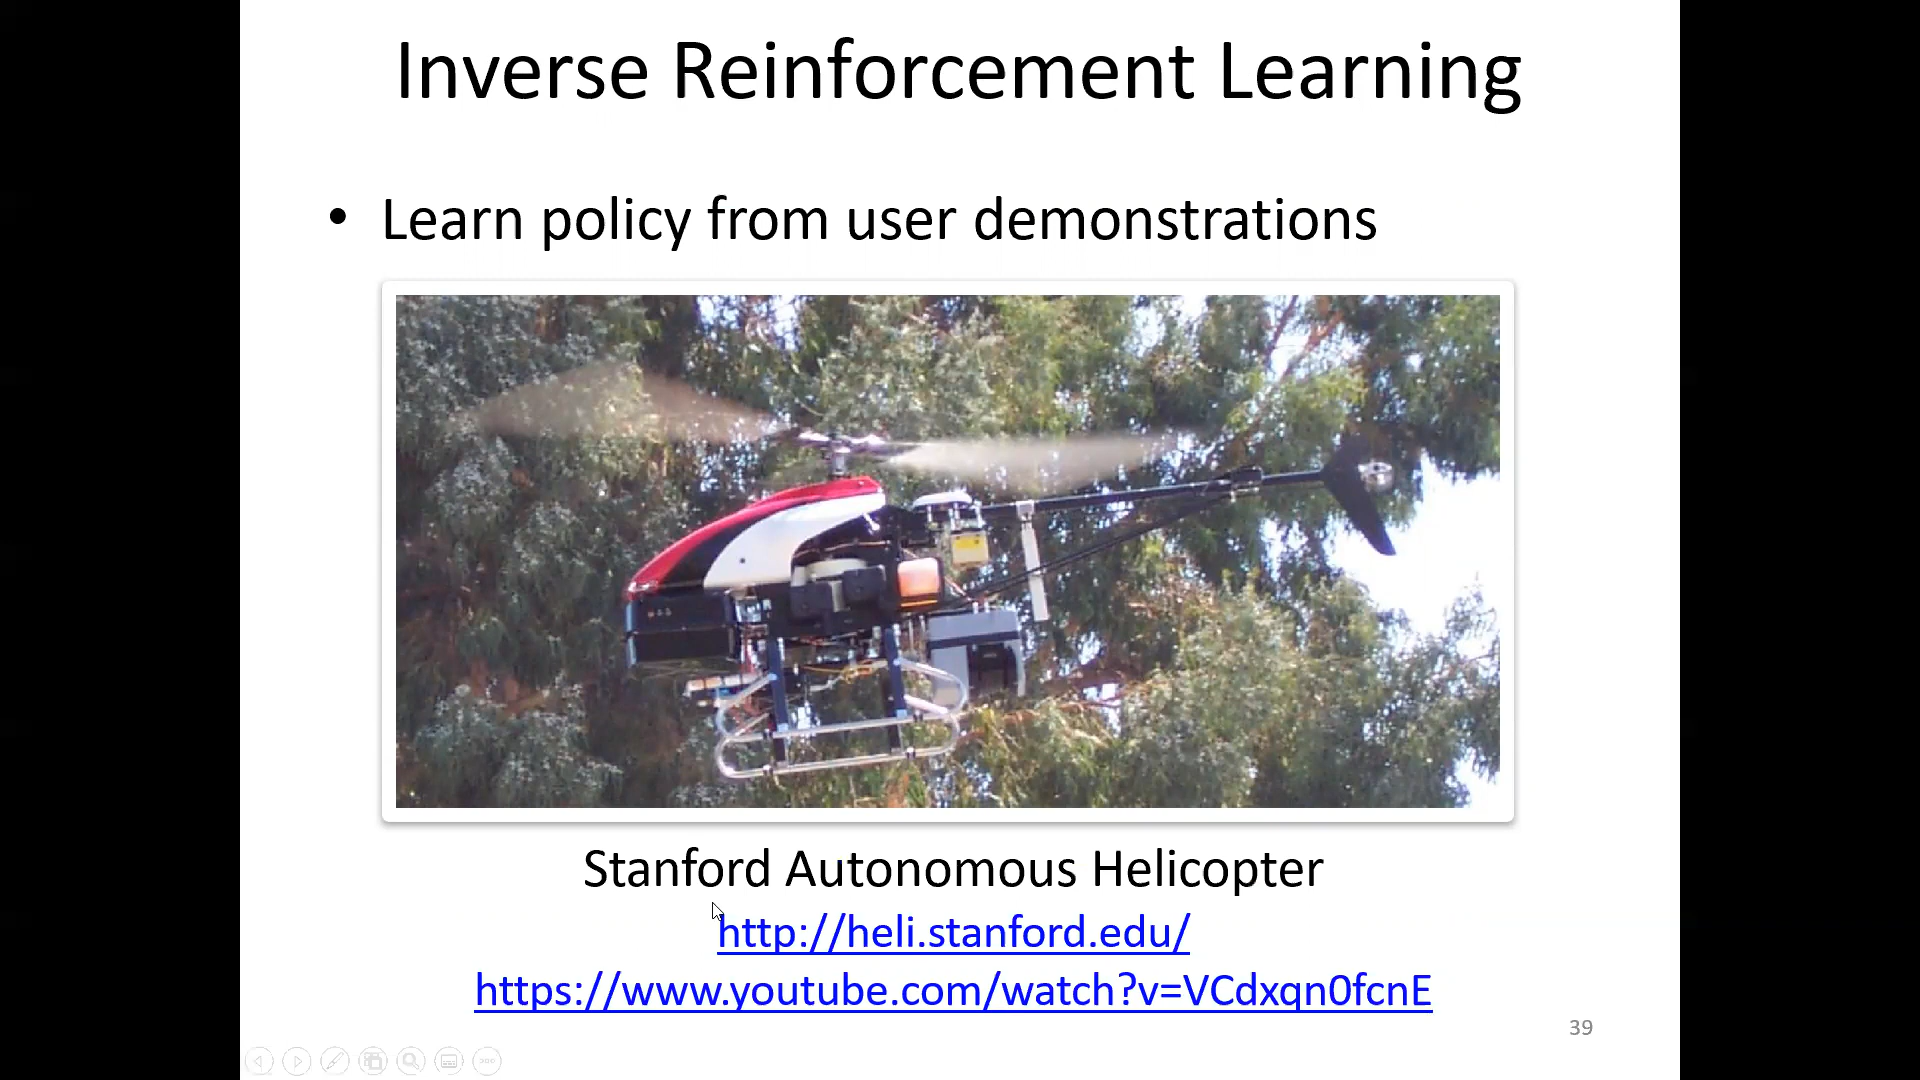 Inverse Reinforcement Learning
• Learn policy from user demonstrations
Stanford Autonomous Helicopter
http://heli.stanford.edu/
https://www.youtube.com/watch?v=VCdxqn0fcnE
39